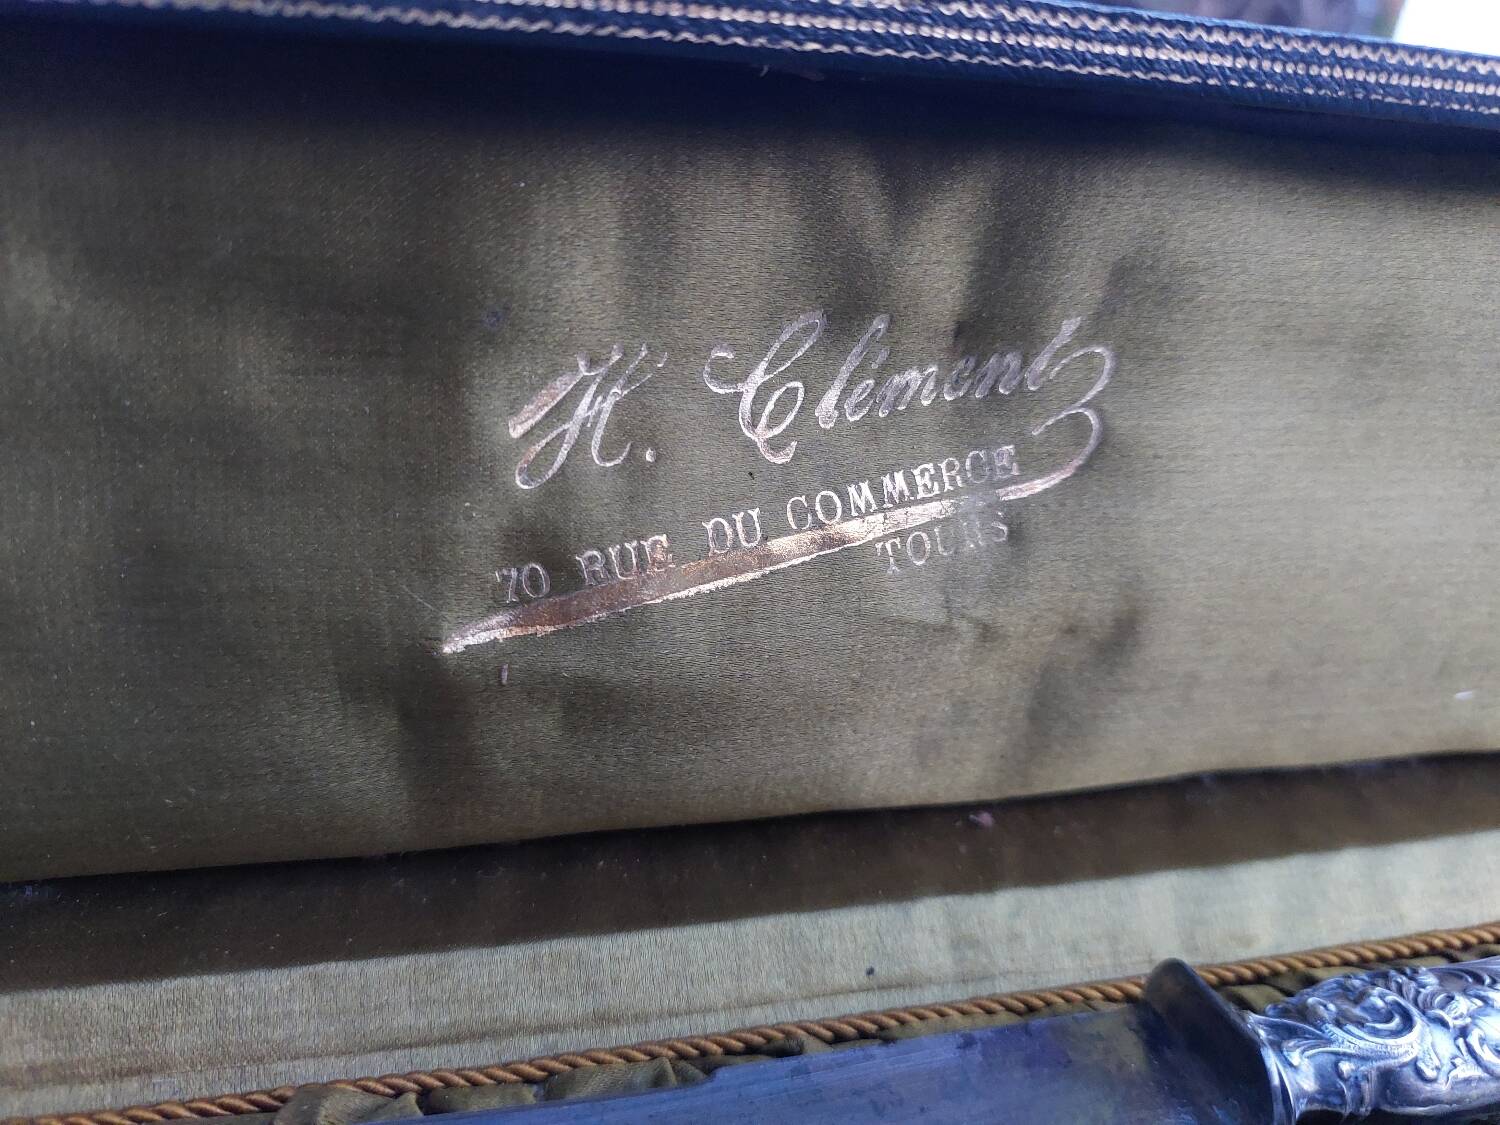 H. Clément
70 RUE DU COMMERCE
TOURS